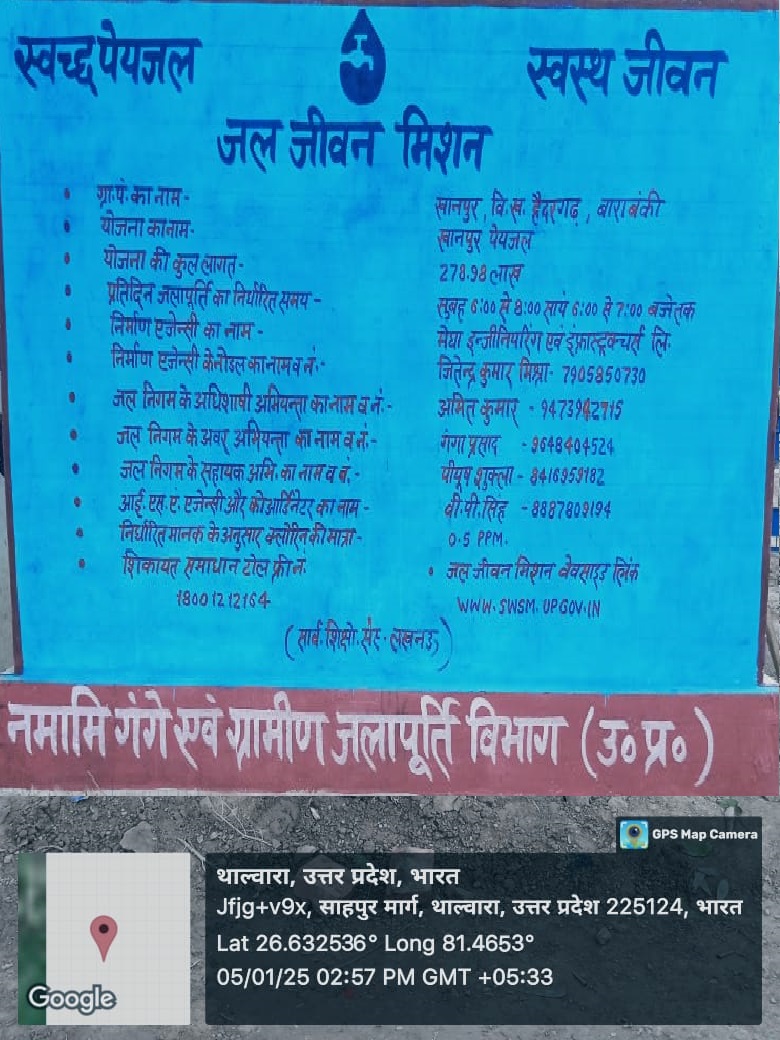 स्वच्छ पेयजल
स्वस्थ जीवन
जल जीवन मिशन
• ग्रा.पं. का नाम- खानपुर, वि.ख. हैदरगढ़, बाराबंकी
• योजना का नाम- खानपुर पेयजल
• योजना की कुल लागत- 278.98 लाख
• प्रतिदिन जलापूर्ति का निर्धारित समय - सुबह 6:00 से 8:00 सायं 6:00 से 7:00 बजे तक
• निर्माण एजेन्सी का नाम - मेघा इन्जीनियरिंग एवं इंफ्रास्ट्रक्चर्स लि.
• निर्माण एजेन्सी के नोडल का नाम व नं.- जितेन्द्र कुमार मिश्रा- 7905850730
• जल निगम के अधिशाषी अभियन्ता का नाम व नं.- अमित कुमार - 9473942715
• जल निगम के अवर अभियन्ता का नाम व नं.- गंगा प्रसाद - 9648404524
• जल निगम के सहायक अभि. का नाम व नं.- पीयूष शुक्ला - 8416959182
• आई.एस.ए. एजेन्सी और कोआर्डिनेटर का नाम- वी.पी. सिंह - 8887809194
• निर्धारित मानक के अनुसार क्लोरिन की मात्रा- 0.5 PPM.
• शिकायत समाधान टोल फ्री नं. • जल जीवन मिशन वेवसाइड लिंक
18001212164 WWW.SWSM.UP.GOV.IN
(सार्व. शिक्षो. सं. लखनऊ)
नमामि गंगे एवं ग्रामीण जलापूर्ति विभाग (उ॰ प्र॰)
GPS Map Camera
थाल्वारा, उत्तर प्रदेश, भारत
Jfjg+v9x, साहपुर मार्ग, थाल्वारा, उत्तर प्रदेश 225124, भारत
Lat 26.632536° Long 81.4653°
05/01/25 02:57 PM GMT +05:33
Google